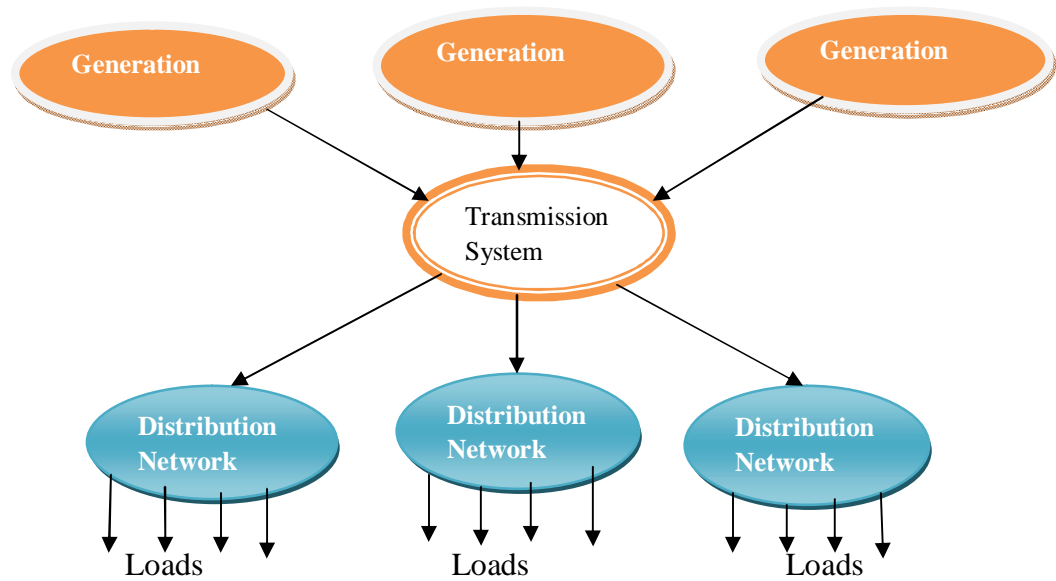 Generation
Generation
Generation
Transmission
System
Distribution
Network
Distribution
Network
Distribution
Network
Loads
Loads
Loads